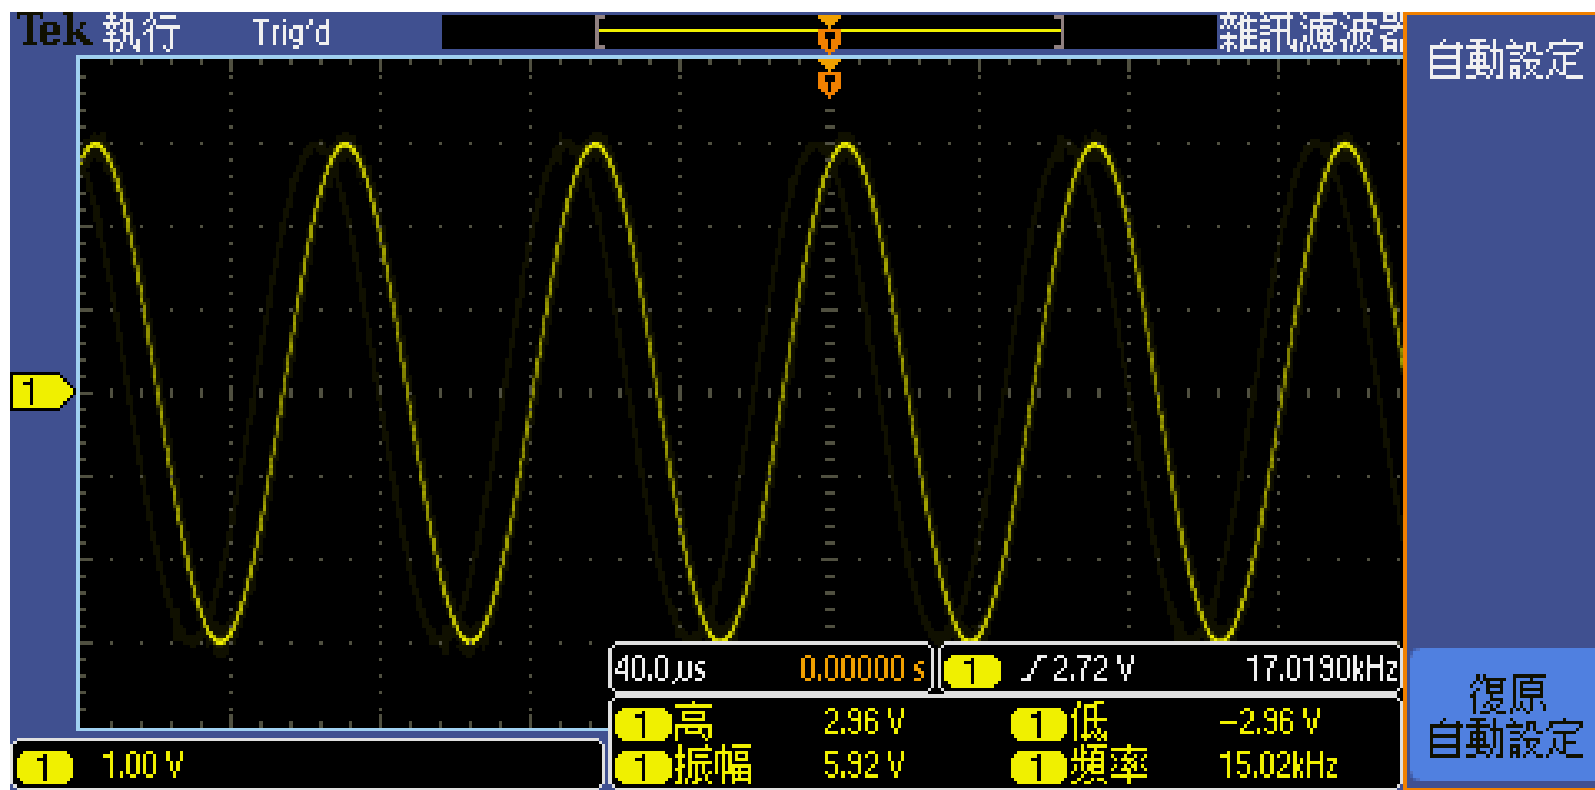 Tek 執行 Trig'd 雜訊濾波器
自動設定
T
T
1
40.0μs 0.00000 s
1 2.72 V 17.0190kHz
1 高 2.96 V 1 低 −2.96 V
1 振幅 5.92 V 1 頻率 15.02kHz
1 1.00 V
復原
自動設定